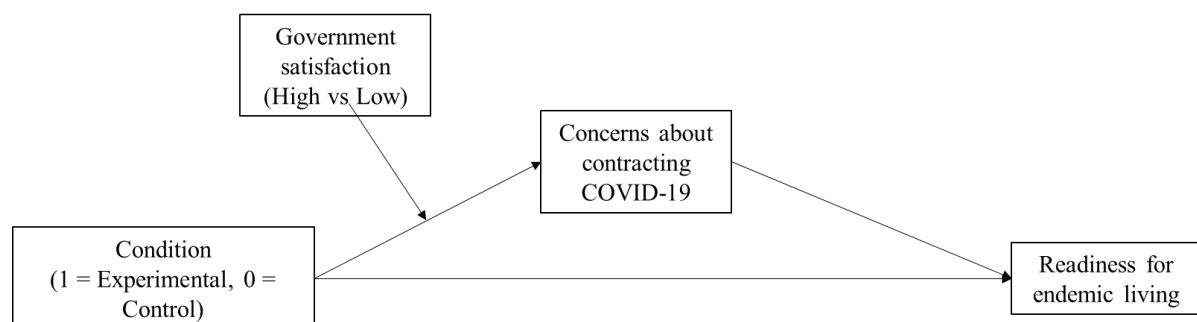 Government
satisfaction
(High vs Low)
Concerns about
contracting
COVID-19
Condition
(1 = Experimental, 0 =
Control)
Readiness for
endemic living